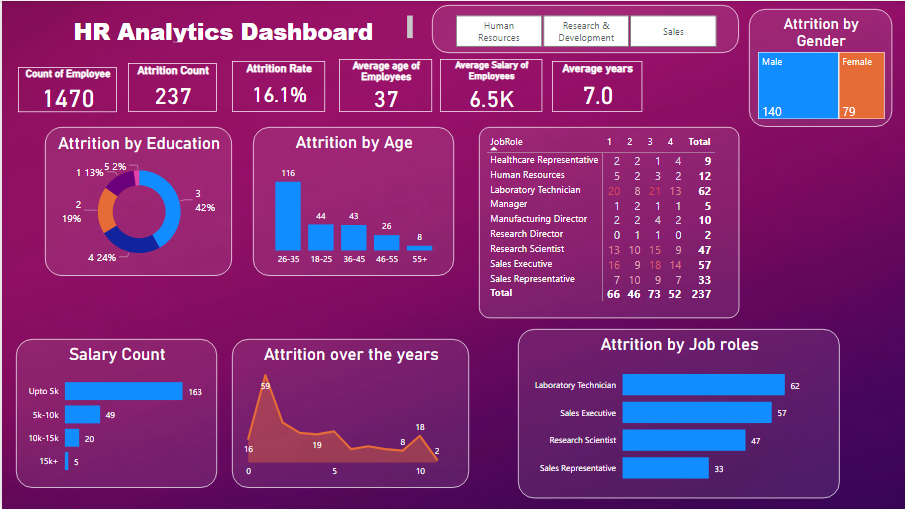 HR Analytics Dashboard
Human
Resources
Research &
Development
Sales
Attrition by
Gender
Male
140
Female
79
Count of Employee
1470
Attrition Count
237
Attrition Rate
16.1%
Average age of
Employees
37
Average Salary of
Employees
6.5K
Average years
7.0
Attrition by Education
5 2%
1 13%
2
19%
4 24%
3
42%
Attrition by Age
116
44
43
26
8
26-35 18-25 36-45 46-55 55+
JobRole 1 2 3 4 Total
Healthcare Representative 2 2 1 4 9
Human Resources 5 2 3 2 12
Laboratory Technician 20 8 21 13 62
Manager 1 2 1 1 5
Manufacturing Director 2 2 4 2 10
Research Director 0 1 1 0 2
Research Scientist 13 10 15 9 47
Sales Executive 16 9 18 14 57
Sales Representative 7 10 9 7 33
Total 66 46 73 52 237
Salary Count
Upto 5k 163
5k-10k 49
10k-15k 20
15k+ 5
Attrition over the years
59
16
19
8
18
2
0 5 10
Attrition by Job roles
Laboratory Technician 62
Sales Executive 57
Research Scientist 47
Sales Representative 33